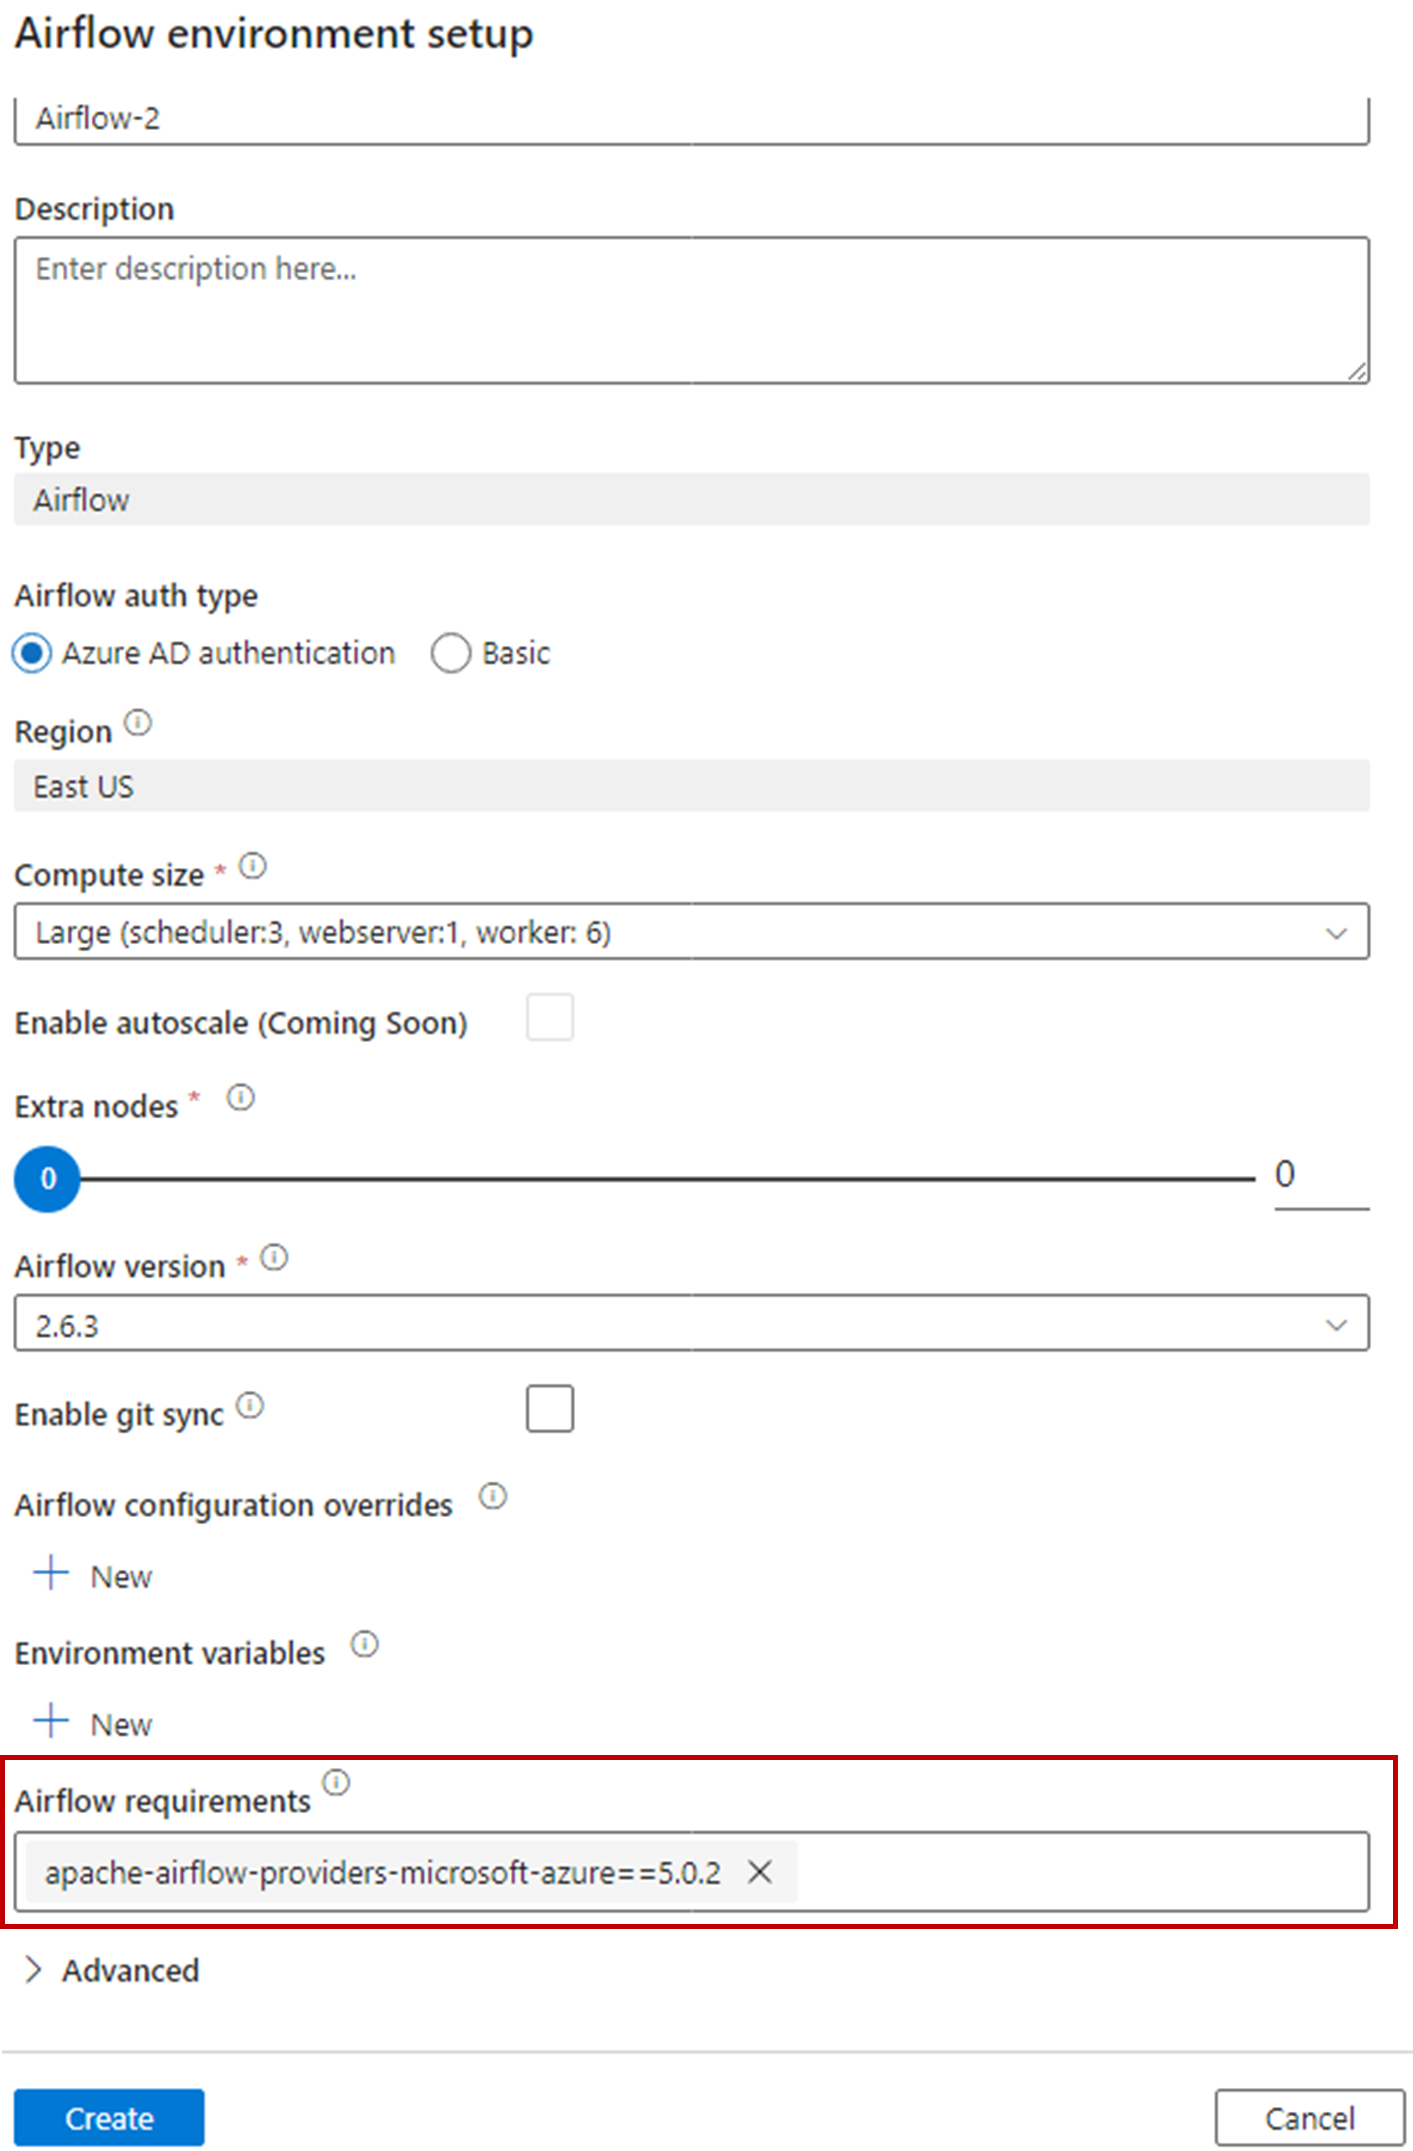 Airflow environment setup
Airflow-2
Description
Enter description here...
Type
Airflow
Airflow auth type
Azure AD authentication Basic
Region
East US
Compute size *
Large (scheduler:3, webserver:1, worker: 6)
Enable autoscale (Coming Soon)
Extra nodes *
0 0
Airflow version *
2.6.3
Enable git sync
Airflow configuration overrides
New
Environment variables
New
Airflow requirements
apache-airflow-providers-microsoft-azure==5.0.2
Advanced
Create Cancel